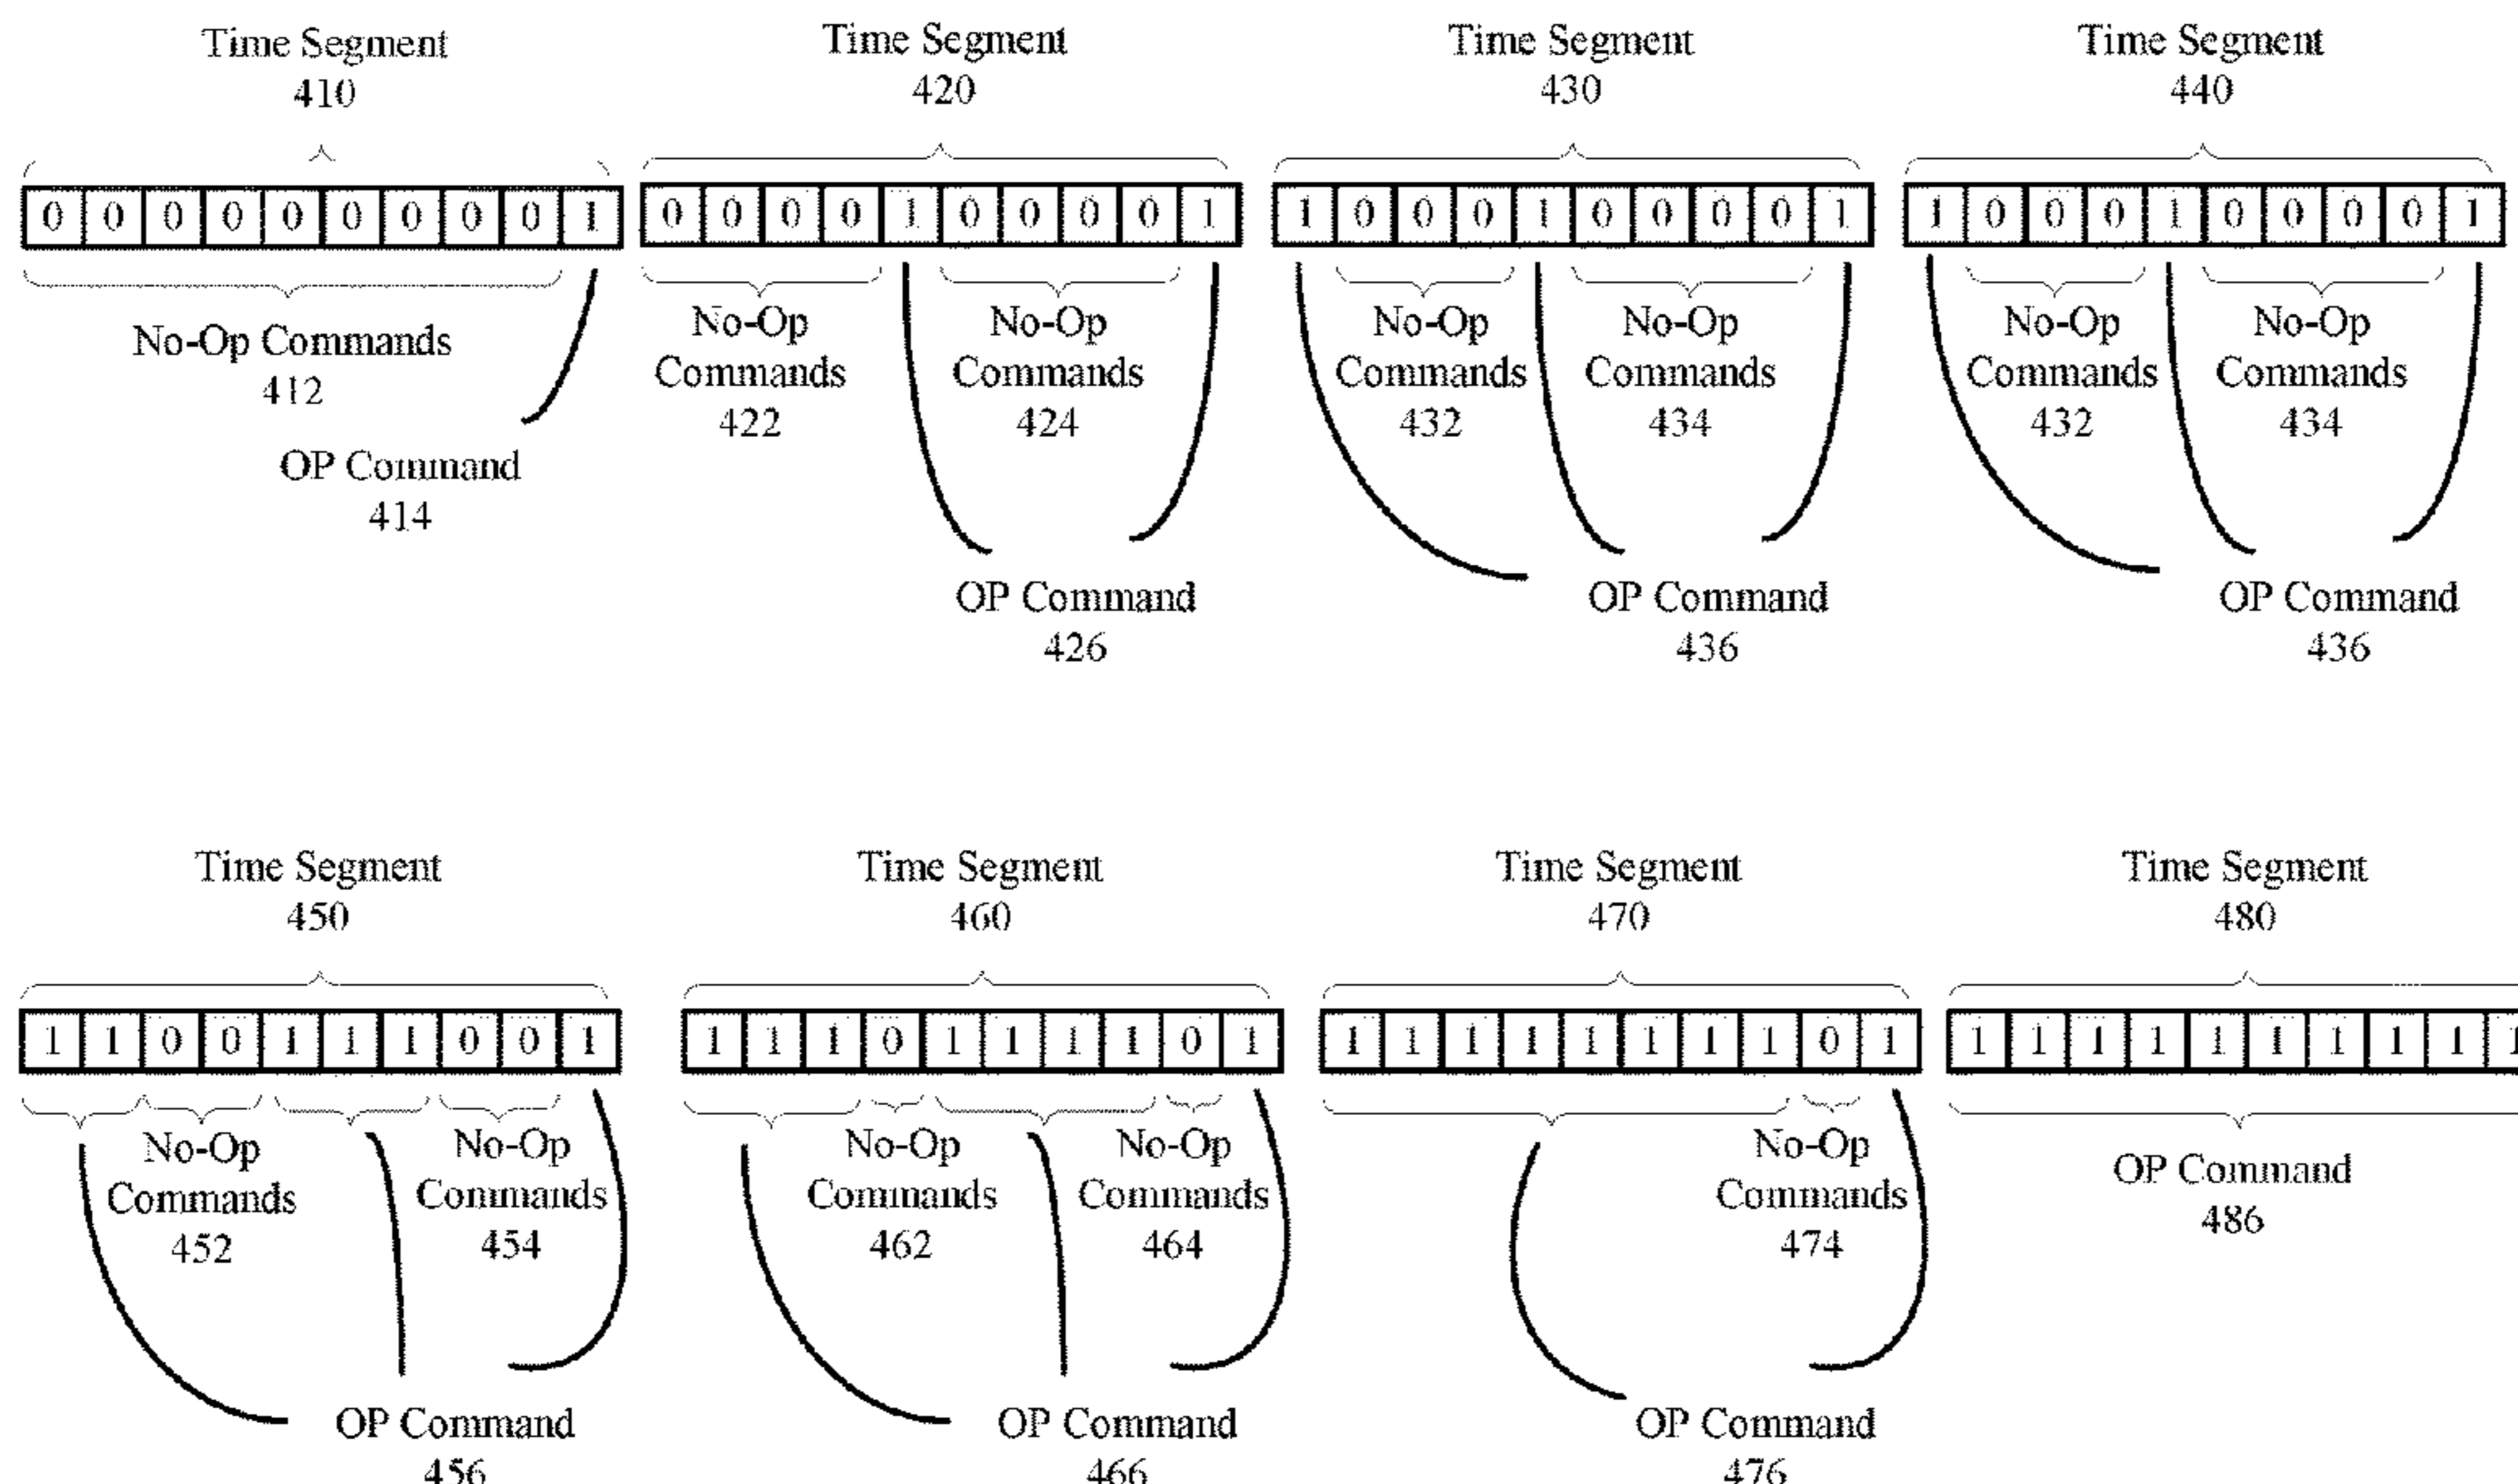 Time Segment
410
0 0 0 0 0 0 0 0 0 1
No-Op Commands
412
OP Command
414
Time Segment
420
0 0 0 0 1 0 0 0 0 1
No-Op
Commands
422
No-Op
Commands
424
OP Command
426
Time Segment
430
1 0 0 0 1 0 0 0 0 1
No-Op
Commands
432
No-Op
Commands
434
OP Command
436
Time Segment
440
1 0 0 0 1 0 0 0 0 1
No-Op
Commands
432
No-Op
Commands
434
OP Command
436
Time Segment
450
1 1 0 0 1 1 1 0 0 1
No-Op
Commands
452
No-Op
Commands
454
OP Command
456
Time Segment
460
1 1 1 0 1 1 1 1 0 1
No-Op
Commands
462
No-Op
Commands
464
OP Command
466
Time Segment
470
1 1 1 1 1 1 1 1 0 1
No-Op
Commands
474
OP Command
476
Time Segment
480
1 1 1 1 1 1 1 1 1 1
OP Command
486